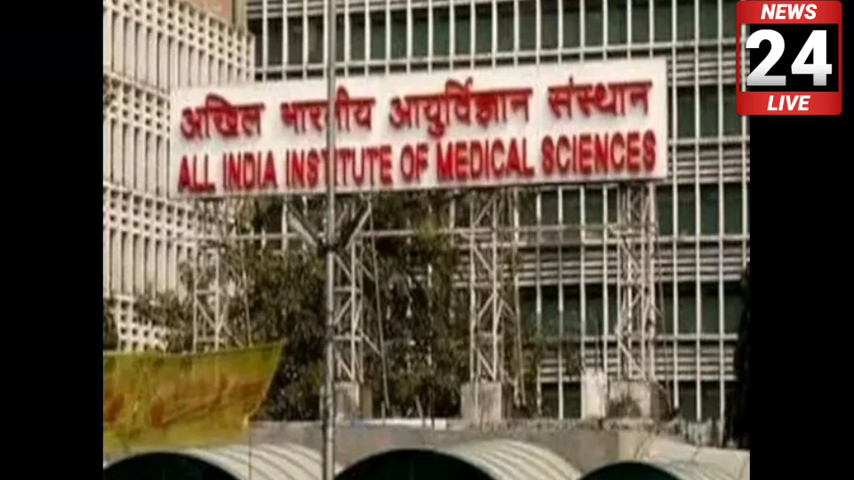 NEWS
24
LIVE
अखिल भारतीय आयुर्विज्ञान संस्थान
ALL INDIA INSTITUTE OF MEDICAL SCIENCES